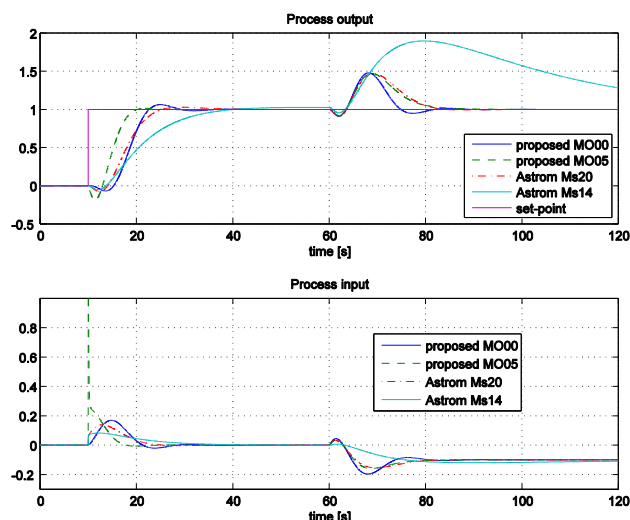 Process output
2
1.5
1
0.5
0
-0.5
proposed MO00
proposed MO05
Astrom Ms20
Astrom Ms14
set-point
0 20 40 60 80 100 120
time [s]
Process input
0.8
0.6
0.4
0.2
0
-0.2
proposed MO00
proposed MO05
Astrom Ms20
Astrom Ms14
0 20 40 60 80 100 120
time [s]